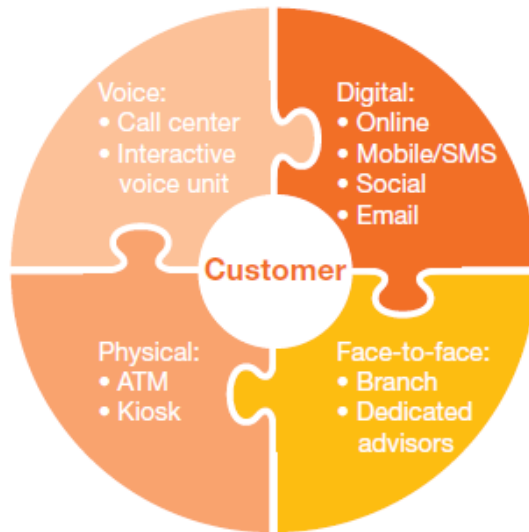 Voice:
• Call center
• Interactive
voice unit
Digital:
• Online
• Mobile/SMS
• Social
• Email
Customer
Physical:
• ATM
• Kiosk
Face-to-face:
• Branch
• Dedicated
advisors